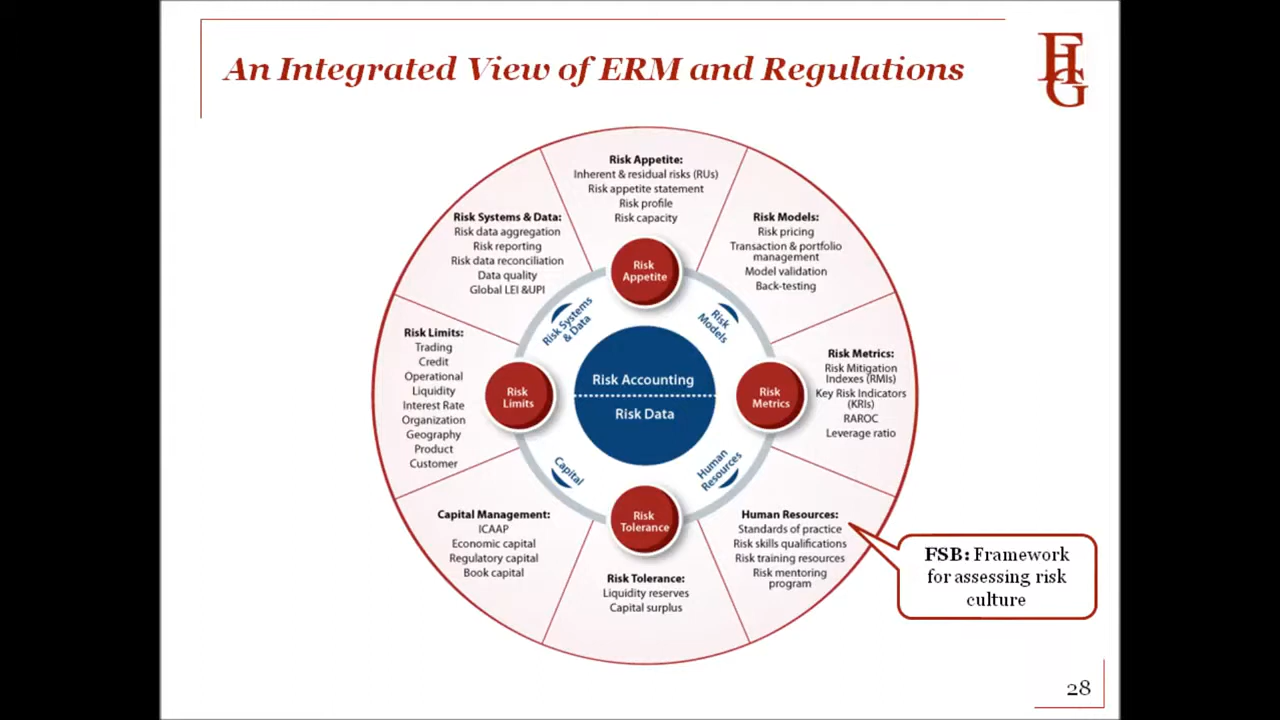 An Integrated View of ERM and Regulations
FHG
Risk Appetite:
Inherent & residual risks (RUs)
Risk appetite statement
Risk profile
Risk capacity
Risk Models:
Risk pricing
Transaction & portfolio
management
Model validation
Back-testing
Risk Metrics:
Risk Mitigation
Indexes (RMIs)
Key Risk Indicators
(KRIs)
RAROC
Leverage ratio
Human Resources:
Standards of practice
Risk skills qualifications
Risk training resources
Risk mentoring
program
FSB: Framework
for assessing risk
culture
Risk Tolerance:
Liquidity reserves
Capital surplus
Capital Management:
ICAAP
Economic capital
Regulatory capital
Book capital
Risk Limits:
Trading
Credit
Operational
Liquidity
Interest Rate
Organization
Geography
Product
Customer
Risk Systems & Data:
Risk data aggregation
Risk reporting
Risk data reconciliation
Data quality
Global LEI &UPI
Risk
Appetite
Risk
Models
Risk
Metrics
Human
Resources
Risk
Tolerance
Capital
Risk
Limits
Risk Systems
& Data
Risk Accounting
Risk Data
28